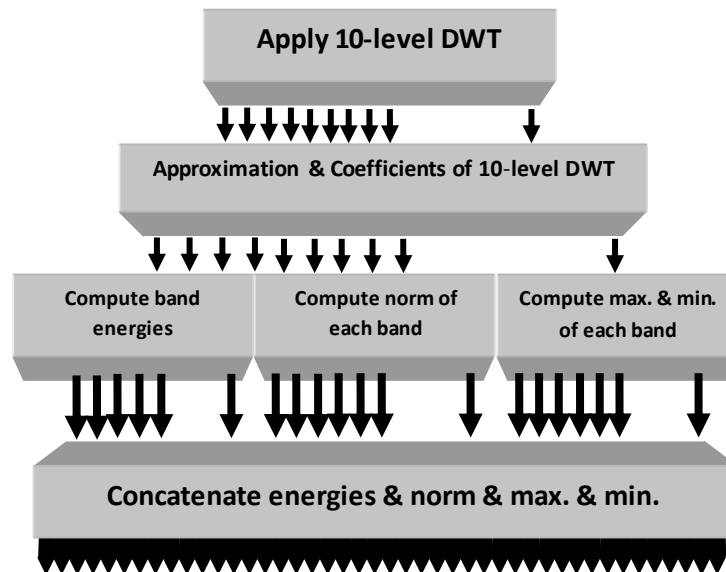 Apply 10-level DWT
Approximation & Coefficients of 10-level DWT
Compute band
energies
Compute norm of
each band
Compute max. & min.
of each band
Concatenate energies & norm & max. & min.